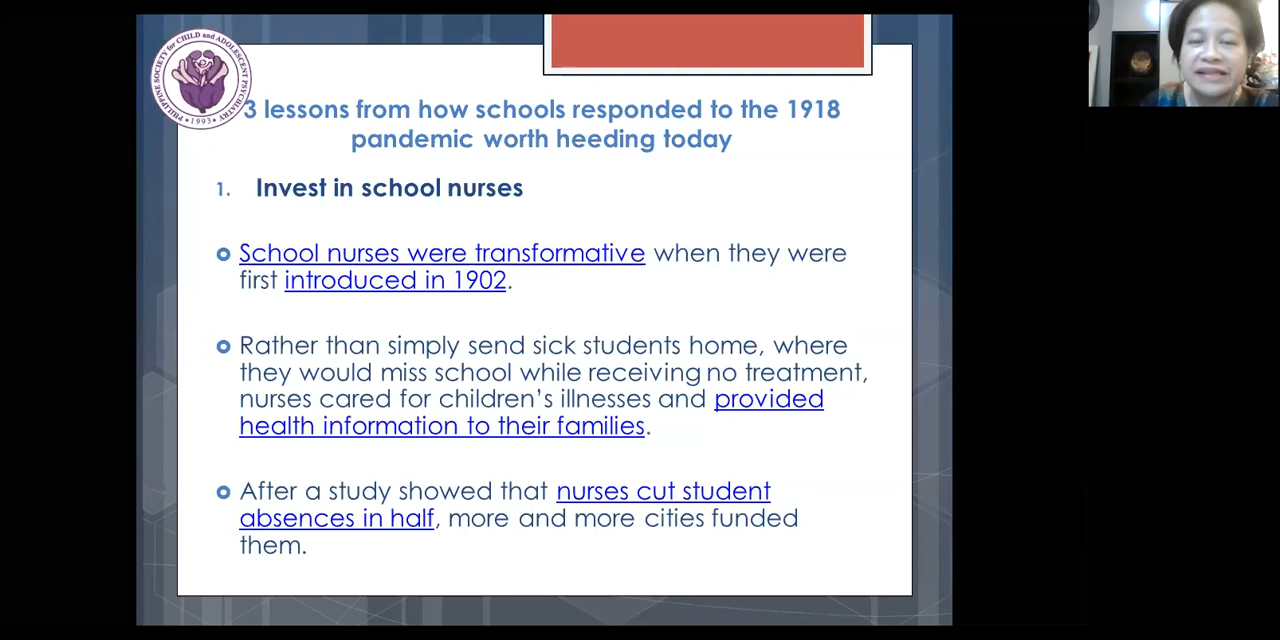 PHILIPPINE SOCIETY for CHILD and ADOLESCENT PSYCHIATRY
• 1993 •
3 lessons from how schools responded to the 1918
pandemic worth heeding today
1. Invest in school nurses
School nurses were transformative when they were
first introduced in 1902.
Rather than simply send sick students home, where
they would miss school while receiving no treatment,
nurses cared for children’s illnesses and provided
health information to their families.
After a study showed that nurses cut student
absences in half, more and more cities funded
them.